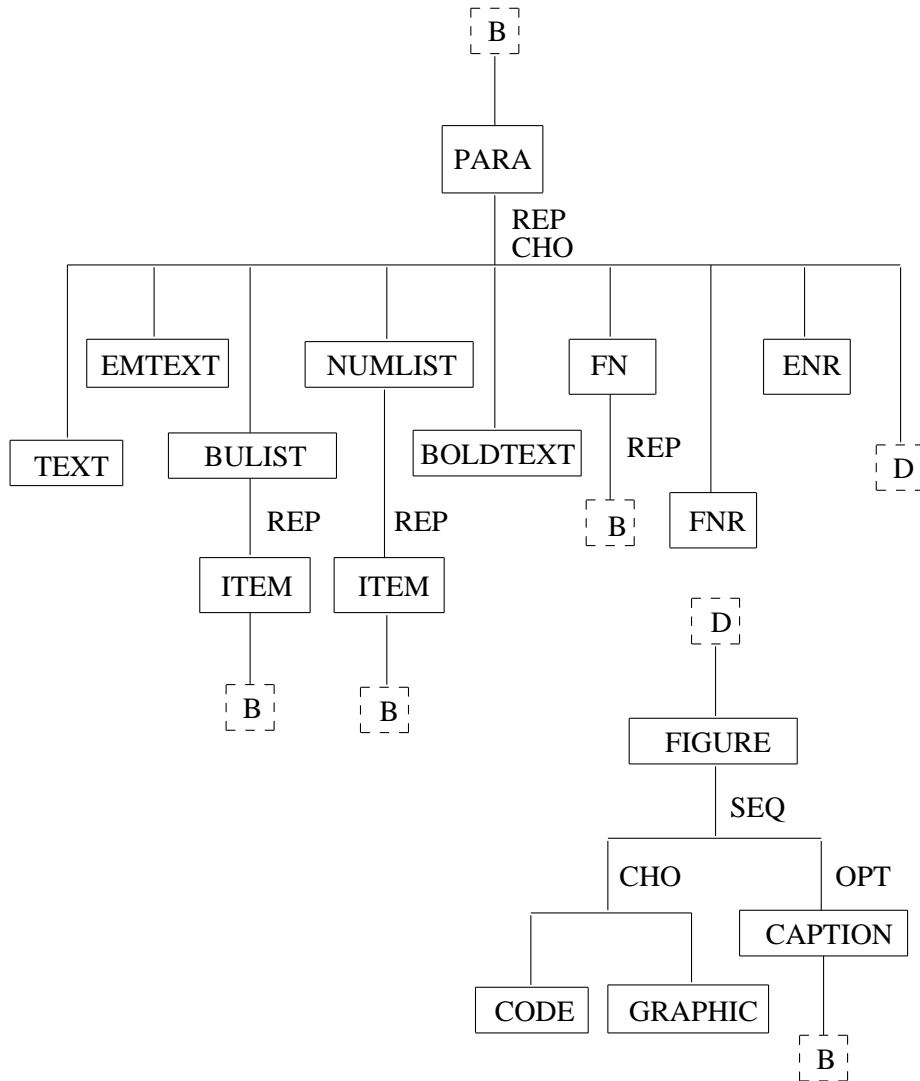 B
PARA
REP
CHO
EMTEXT
NUMLIST
FN
ENR
TEXT
BULIST
BOLDTEXT
REP
D
REP
REP
B
FNR
ITEM
ITEM
D
B
B
FIGURE
SEQ
CHO
OPT
CAPTION
CODE
GRAPHIC
B